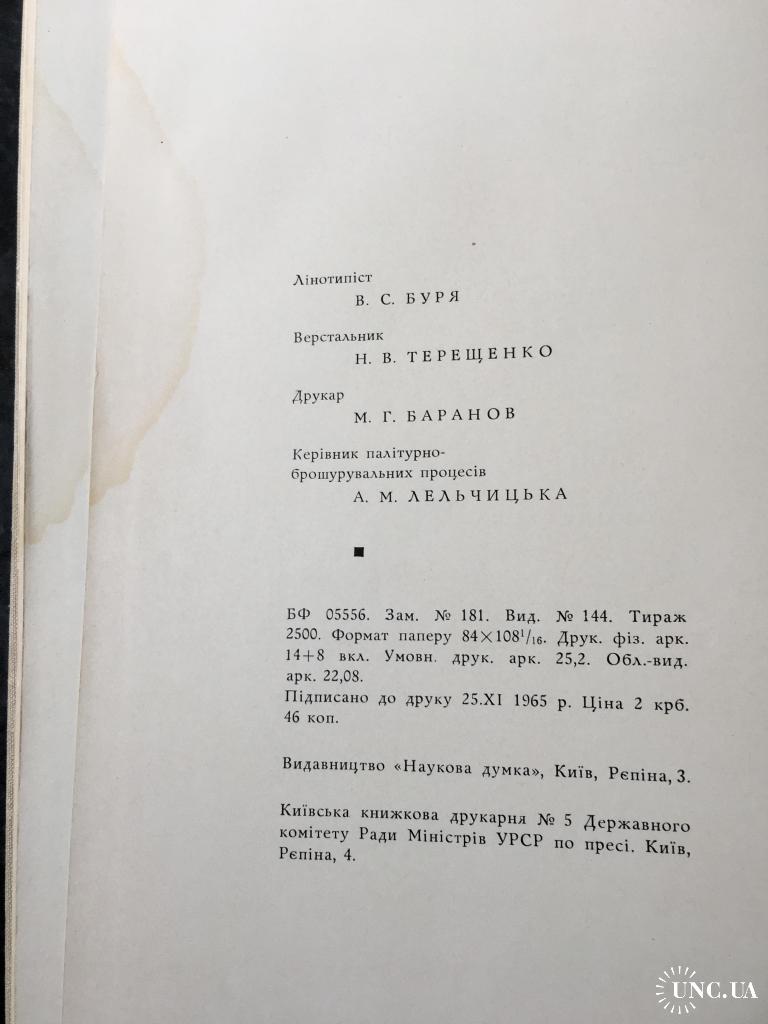 Лінотипіст
В. С. БУРЯ
Верстальник
Н. В. ТЕРЕЩЕНКО
Друкар
М. Г. БАРАНОВ
Керівник палітурно-
брошурувальних процесів
А. М. ЛЕЛЬЧИЦЬКА
БФ 05556. Зам. № 181. Вид. № 144. Тираж
2500. Формат паперу 84×108¹/₁₆. Друк. фіз. арк.
14+8 вкл. Умовн. друк. арк. 25,2. Обл.-вид.
арк. 22,08.
Підписано до друку 25.XI 1965 р. Ціна 2 крб.
46 коп.
Видавництво «Наукова думка», Київ, Рєпіна, 3.
Київська книжкова друкарня № 5 Державного
комітету Ради Міністрів УРСР по пресі. Київ,
Рєпіна, 4.
UNC.UA